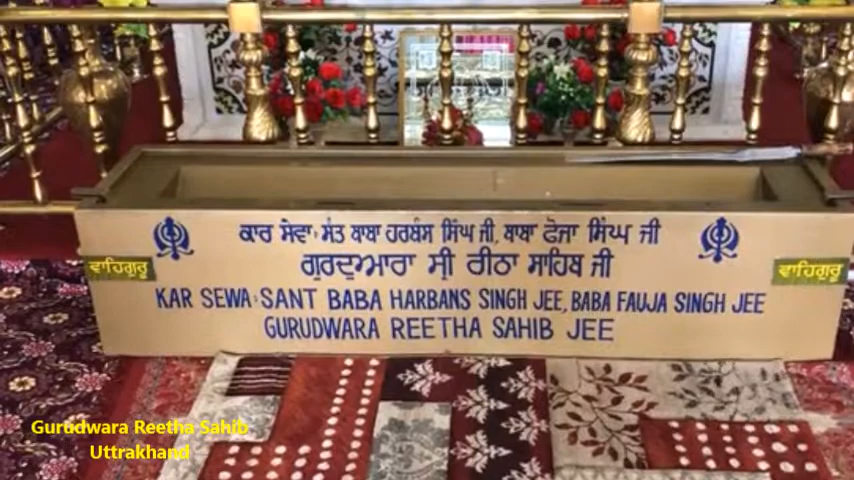 ਕਾਰ ਸੇਵਾ: ਸੰਤ ਬਾਬਾ ਹਰਬੰਸ ਸਿੰਘ ਜੀ, ਬਾਬਾ ਫੌਜਾ ਸਿੰਘ ਜੀ
ਗੁਰਦੁਆਰਾ ਸ੍ਰੀ ਰੀਠਾ ਸਾਹਿਬ ਜੀ
ਵਾਹਿਗੁਰੂ
ਵਾਹਿਗੁਰੂ
KAR SEWA: SANT BABA HARBANS SINGH JEE, BABA FAUJA SINGH JEE
GURUDWARA REETHA SAHIB JEE
Gurudwara Reetha Sahib
Uttrakhand